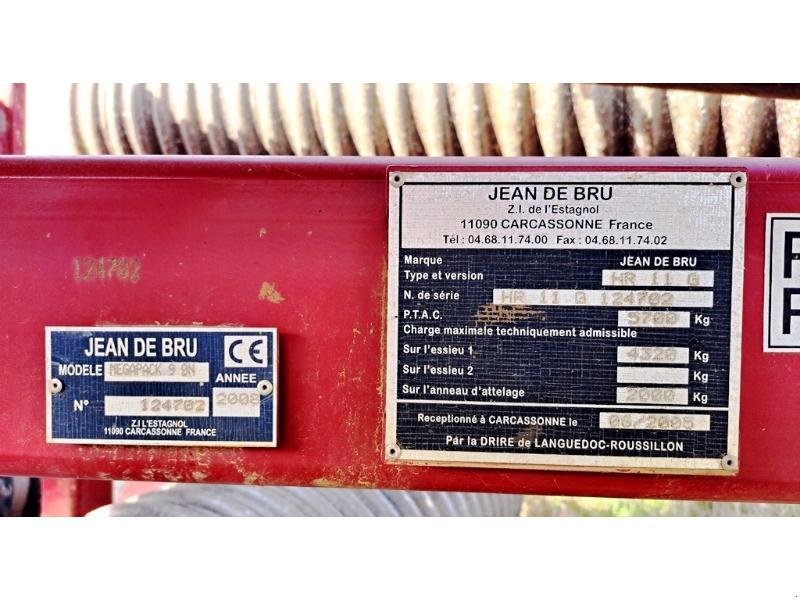 124702
JEAN DE BRU
CE
MODELE MEGAPACK 9 0N
ANNEE
N° 124702 2008
Z.I L'ESTAGNOL
11090 CARCASSONNE FRANCE
JEAN DE BRU
Z.I. de l'Estagnol
11090 CARCASSONNE France
Tél : 04.68.11.74.00 Fax : 04.68.11.74.02
Marque JEAN DE BRU
Type et version HR 11 G
N. de série HR 11 G 124702
P.T.A.C. 5700 Kg
Charge maximale techniquement admissible
Sur l'essieu 1 4320 Kg
Sur l'essieu 2 Kg
Sur l'anneau d'attelage 2000 Kg
Receptionné à CARCASSONNE le 06/2005
Par la DRIRE de LANGUEDOC-ROUSSILLON